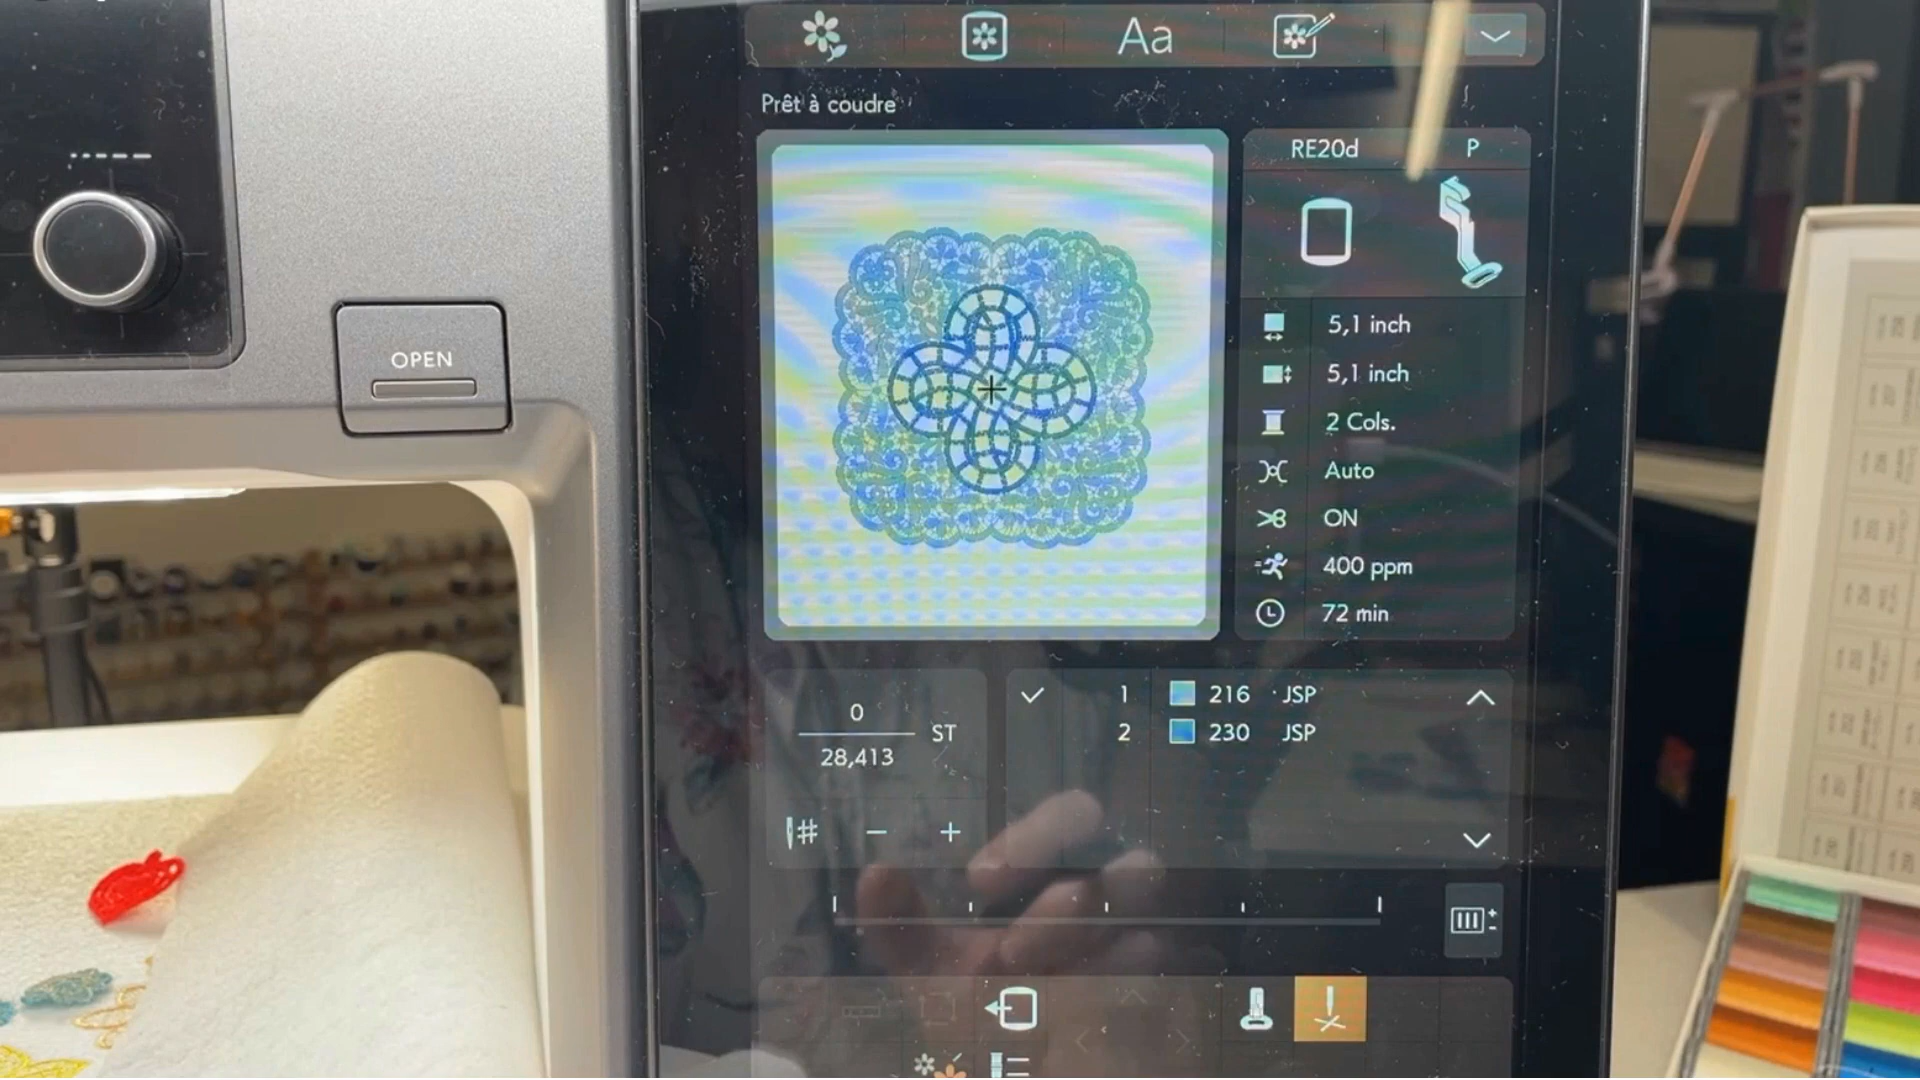 Aa
Prêt à coudre
RE20d P
5,1 inch
5,1 inch
2 Cols.
Auto
ON
400 ppm
72 min
OPEN
0
28,413
ST
1 216 JSP
2 230 JSP